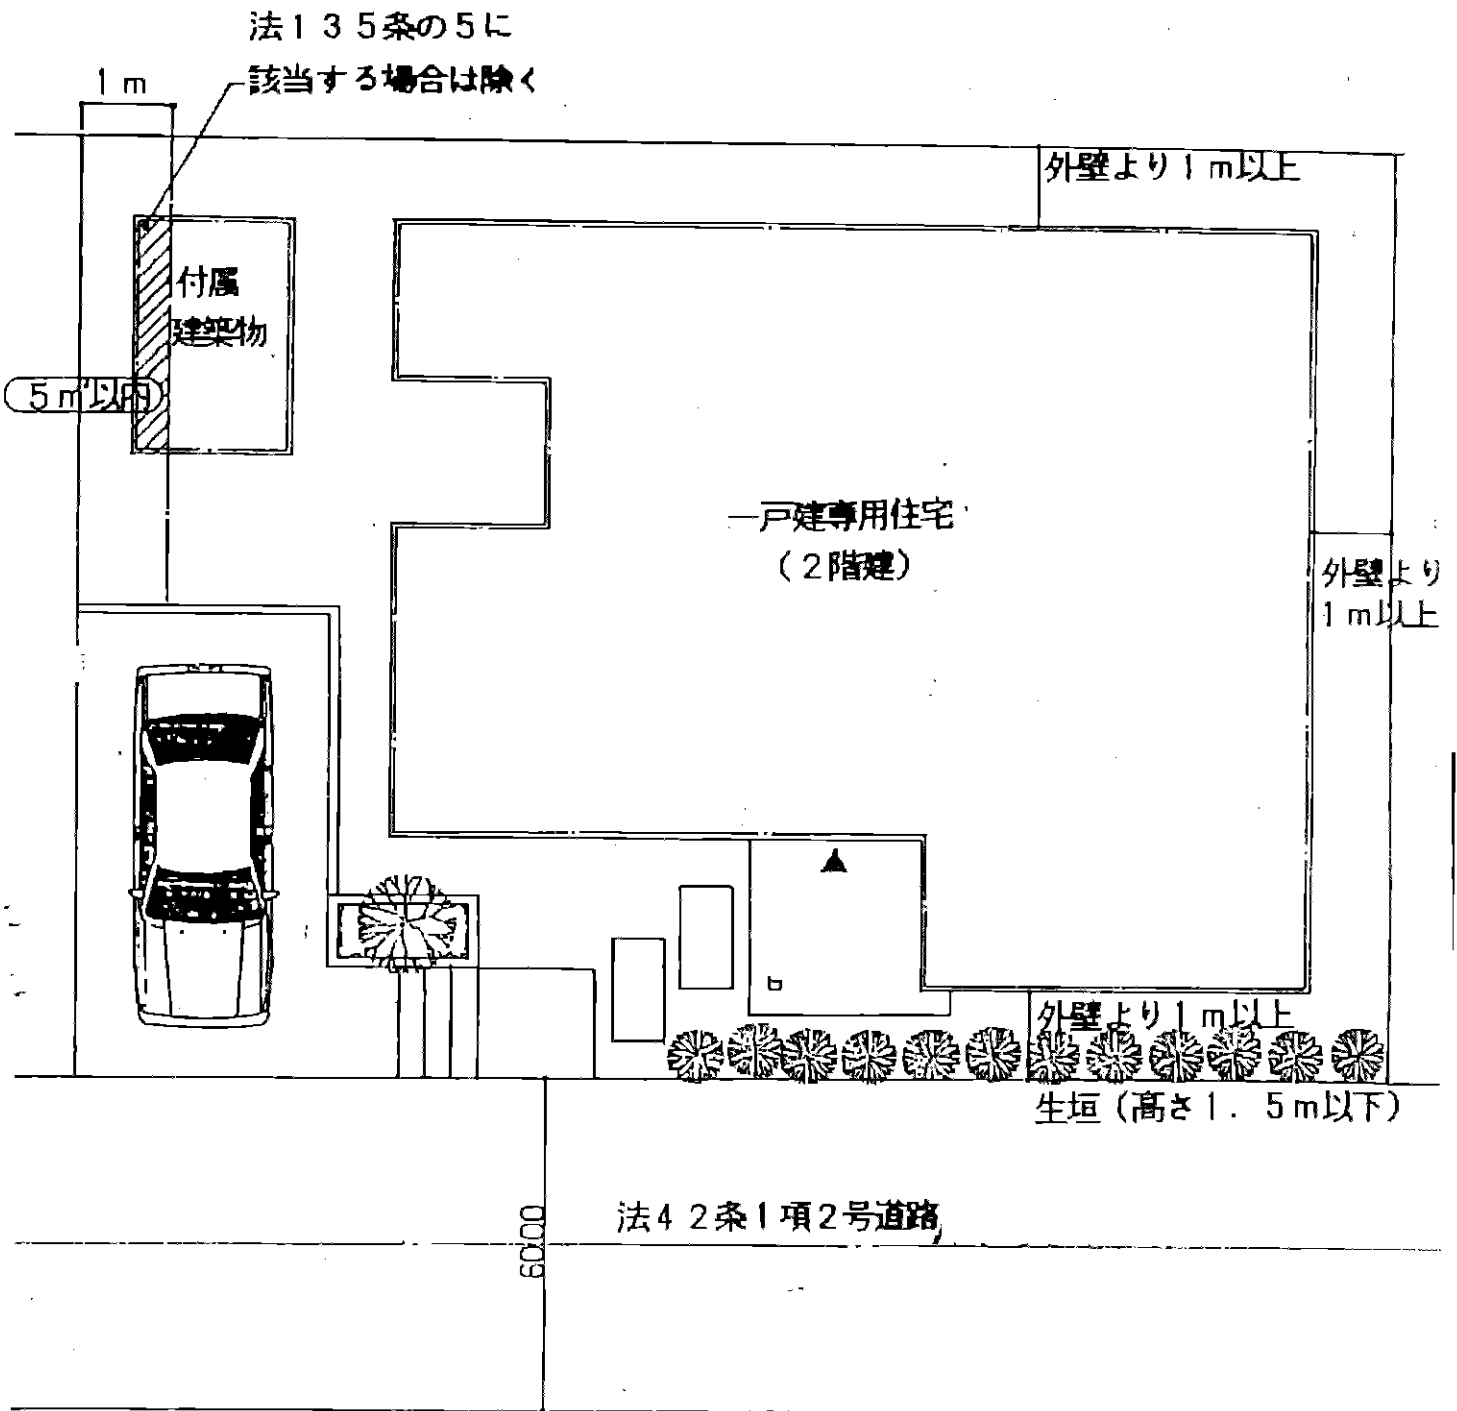 法135条の5に
該当する場合は除く
1m
外壁より1m以上
付属
建築物
5㎡以内
一戸建専用住宅
(2階建)
外壁より
1m以上
外壁より1m以上
生垣(高さ1.5m以下)
法42条1項2号道路
6000